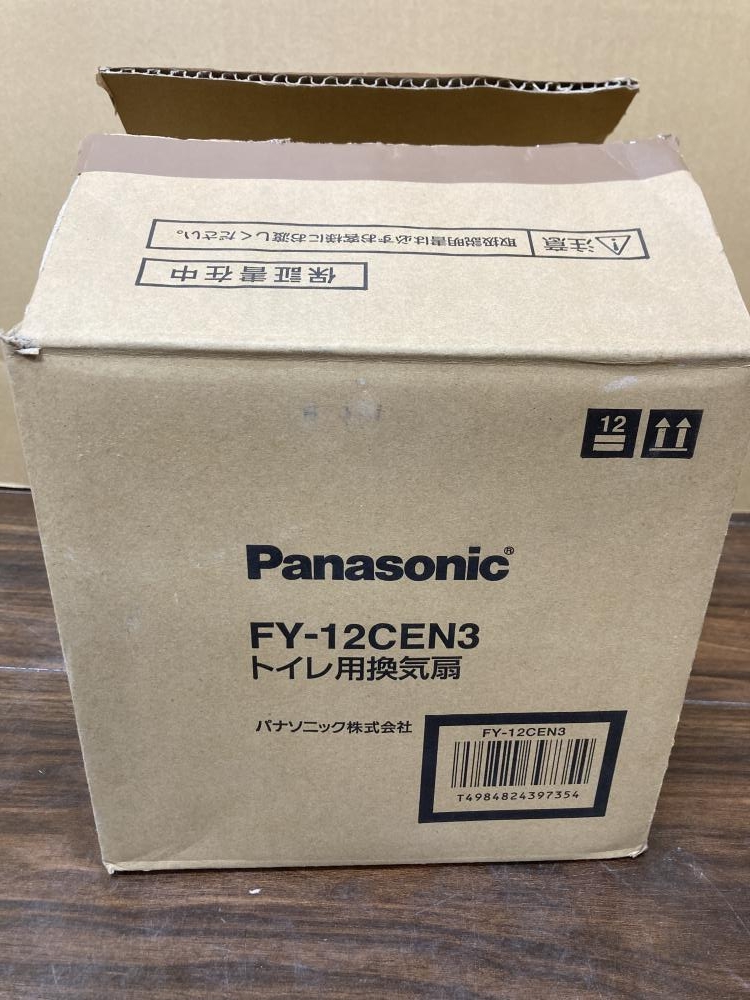 注意 取扱説明書は必ずお客様にお渡しください。
保証書在中
12
Panasonic®
FY-12CEN3
トイレ用換気扇
パナソニック株式会社
FY-12CEN3
T4984824397354